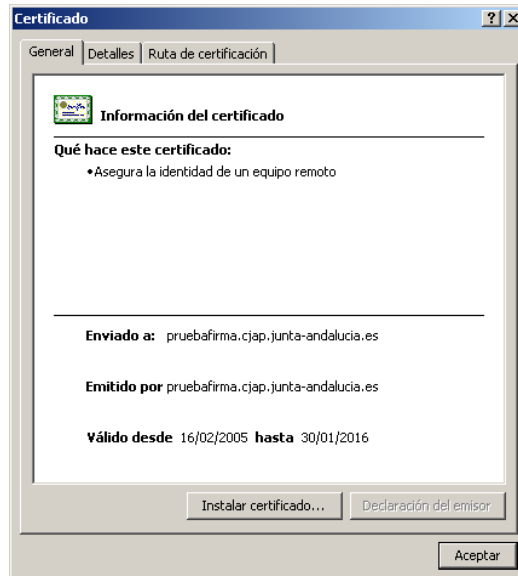 Certificado
General Detalles Ruta de certificación
Información del certificado
Qué hace este certificado:
•Asegura la identidad de un equipo remoto
Enviado a: pruebafirma.cjap.junta-andalucia.es
Emitido por pruebafirma.cjap.junta-andalucia.es
Válido desde 16/02/2005 hasta 30/01/2016
Instalar certificado... Declaración del emisor
Aceptar